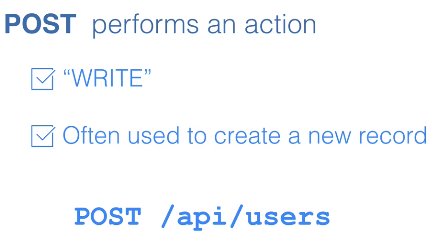 POST performs an action
“WRITE”
Often used to create a new record
POST /api/users